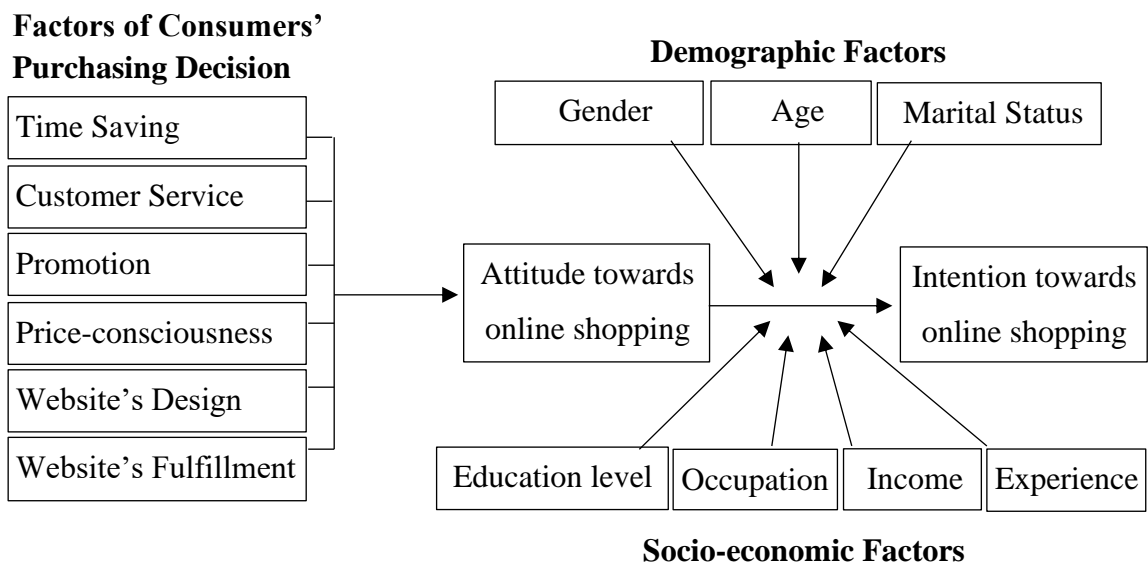 Factors of Consumers’
Purchasing Decision
Time Saving
Customer Service
Promotion
Price-consciousness
Website’s Design
Website’s Fulfillment
Demographic Factors
Gender
Age
Marital Status
Attitude towards
online shopping
Intention towards
online shopping
Education level
Occupation
Income
Experience
Socio-economic Factors